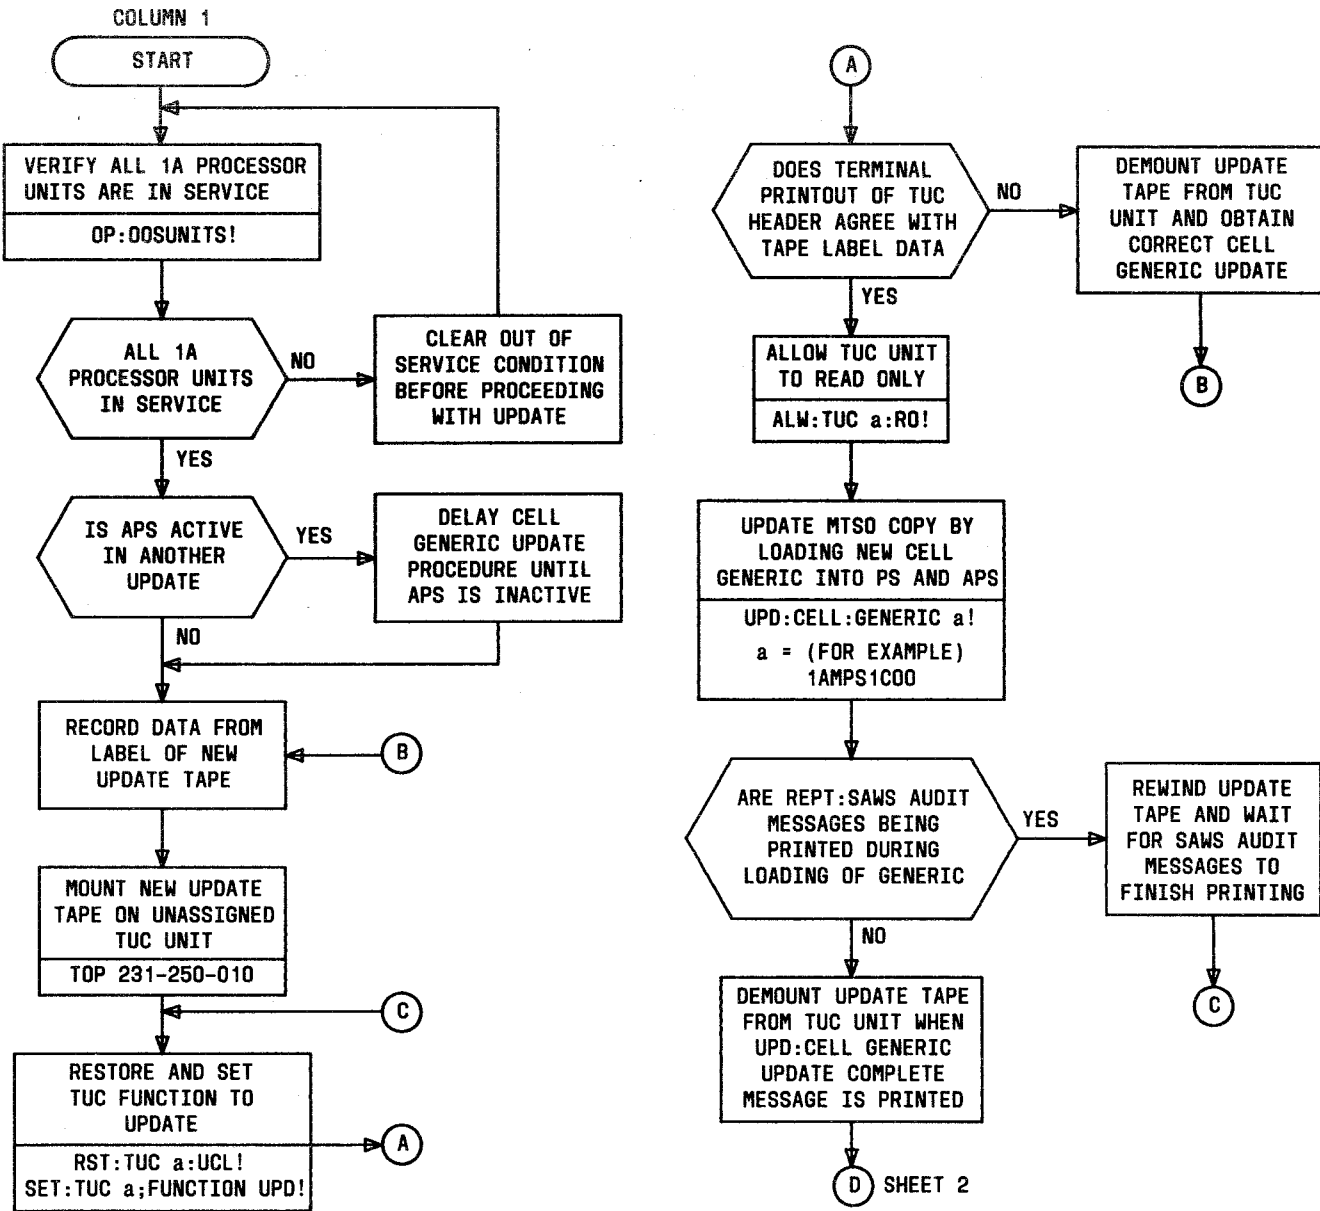 COLUMN 1
START
VERIFY ALL 1A PROCESSOR
UNITS ARE IN SERVICE
OP:OOSUNITS!
ALL 1A
PROCESSOR UNITS
IN SERVICE
NO
CLEAR OUT OF
SERVICE CONDITION
BEFORE PROCEEDING
WITH UPDATE
YES
IS APS ACTIVE
IN ANOTHER
UPDATE
YES
DELAY CELL
GENERIC UPDATE
PROCEDURE UNTIL
APS IS INACTIVE
NO
RECORD DATA FROM
LABEL OF NEW
UPDATE TAPE
B
MOUNT NEW UPDATE
TAPE ON UNASSIGNED
TUC UNIT
TOP 231-250-010
C
RESTORE AND SET
TUC FUNCTION TO
UPDATE
RST:TUC a:UCL!
SET:TUC a;FUNCTION UPD!
A
A
DOES TERMINAL
PRINTOUT OF TUC
HEADER AGREE WITH
TAPE LABEL DATA
NO
DEMOUNT UPDATE
TAPE FROM TUC
UNIT AND OBTAIN
CORRECT CELL
GENERIC UPDATE
B
YES
ALLOW TUC UNIT
TO READ ONLY
ALW:TUC a:RO!
UPDATE MTSO COPY BY
LOADING NEW CELL
GENERIC INTO PS AND APS
UPD:CELL:GENERIC a!
a = (FOR EXAMPLE)
1AMPS1C00
ARE REPT:SAWS AUDIT
MESSAGES BEING
PRINTED DURING
LOADING OF GENERIC
YES
REWIND UPDATE
TAPE AND WAIT
FOR SAWS AUDIT
MESSAGES TO
FINISH PRINTING
C
NO
DEMOUNT UPDATE TAPE
FROM TUC UNIT WHEN
UPD:CELL GENERIC
UPDATE COMPLETE
MESSAGE IS PRINTED
D SHEET 2